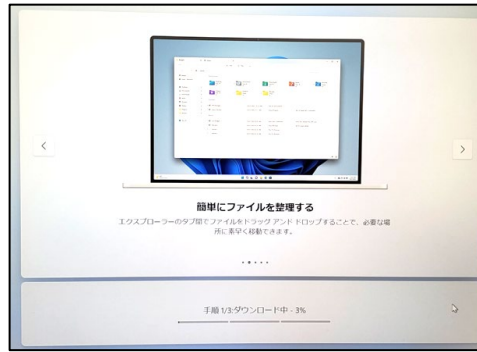 簡単にファイルを整理する
エクスプローラーのタブ間でファイルをドラッグ アンド ドロップすることで、必要な場
所に素早く移動できます。
手順 1/3:ダウンロード中 - 3%